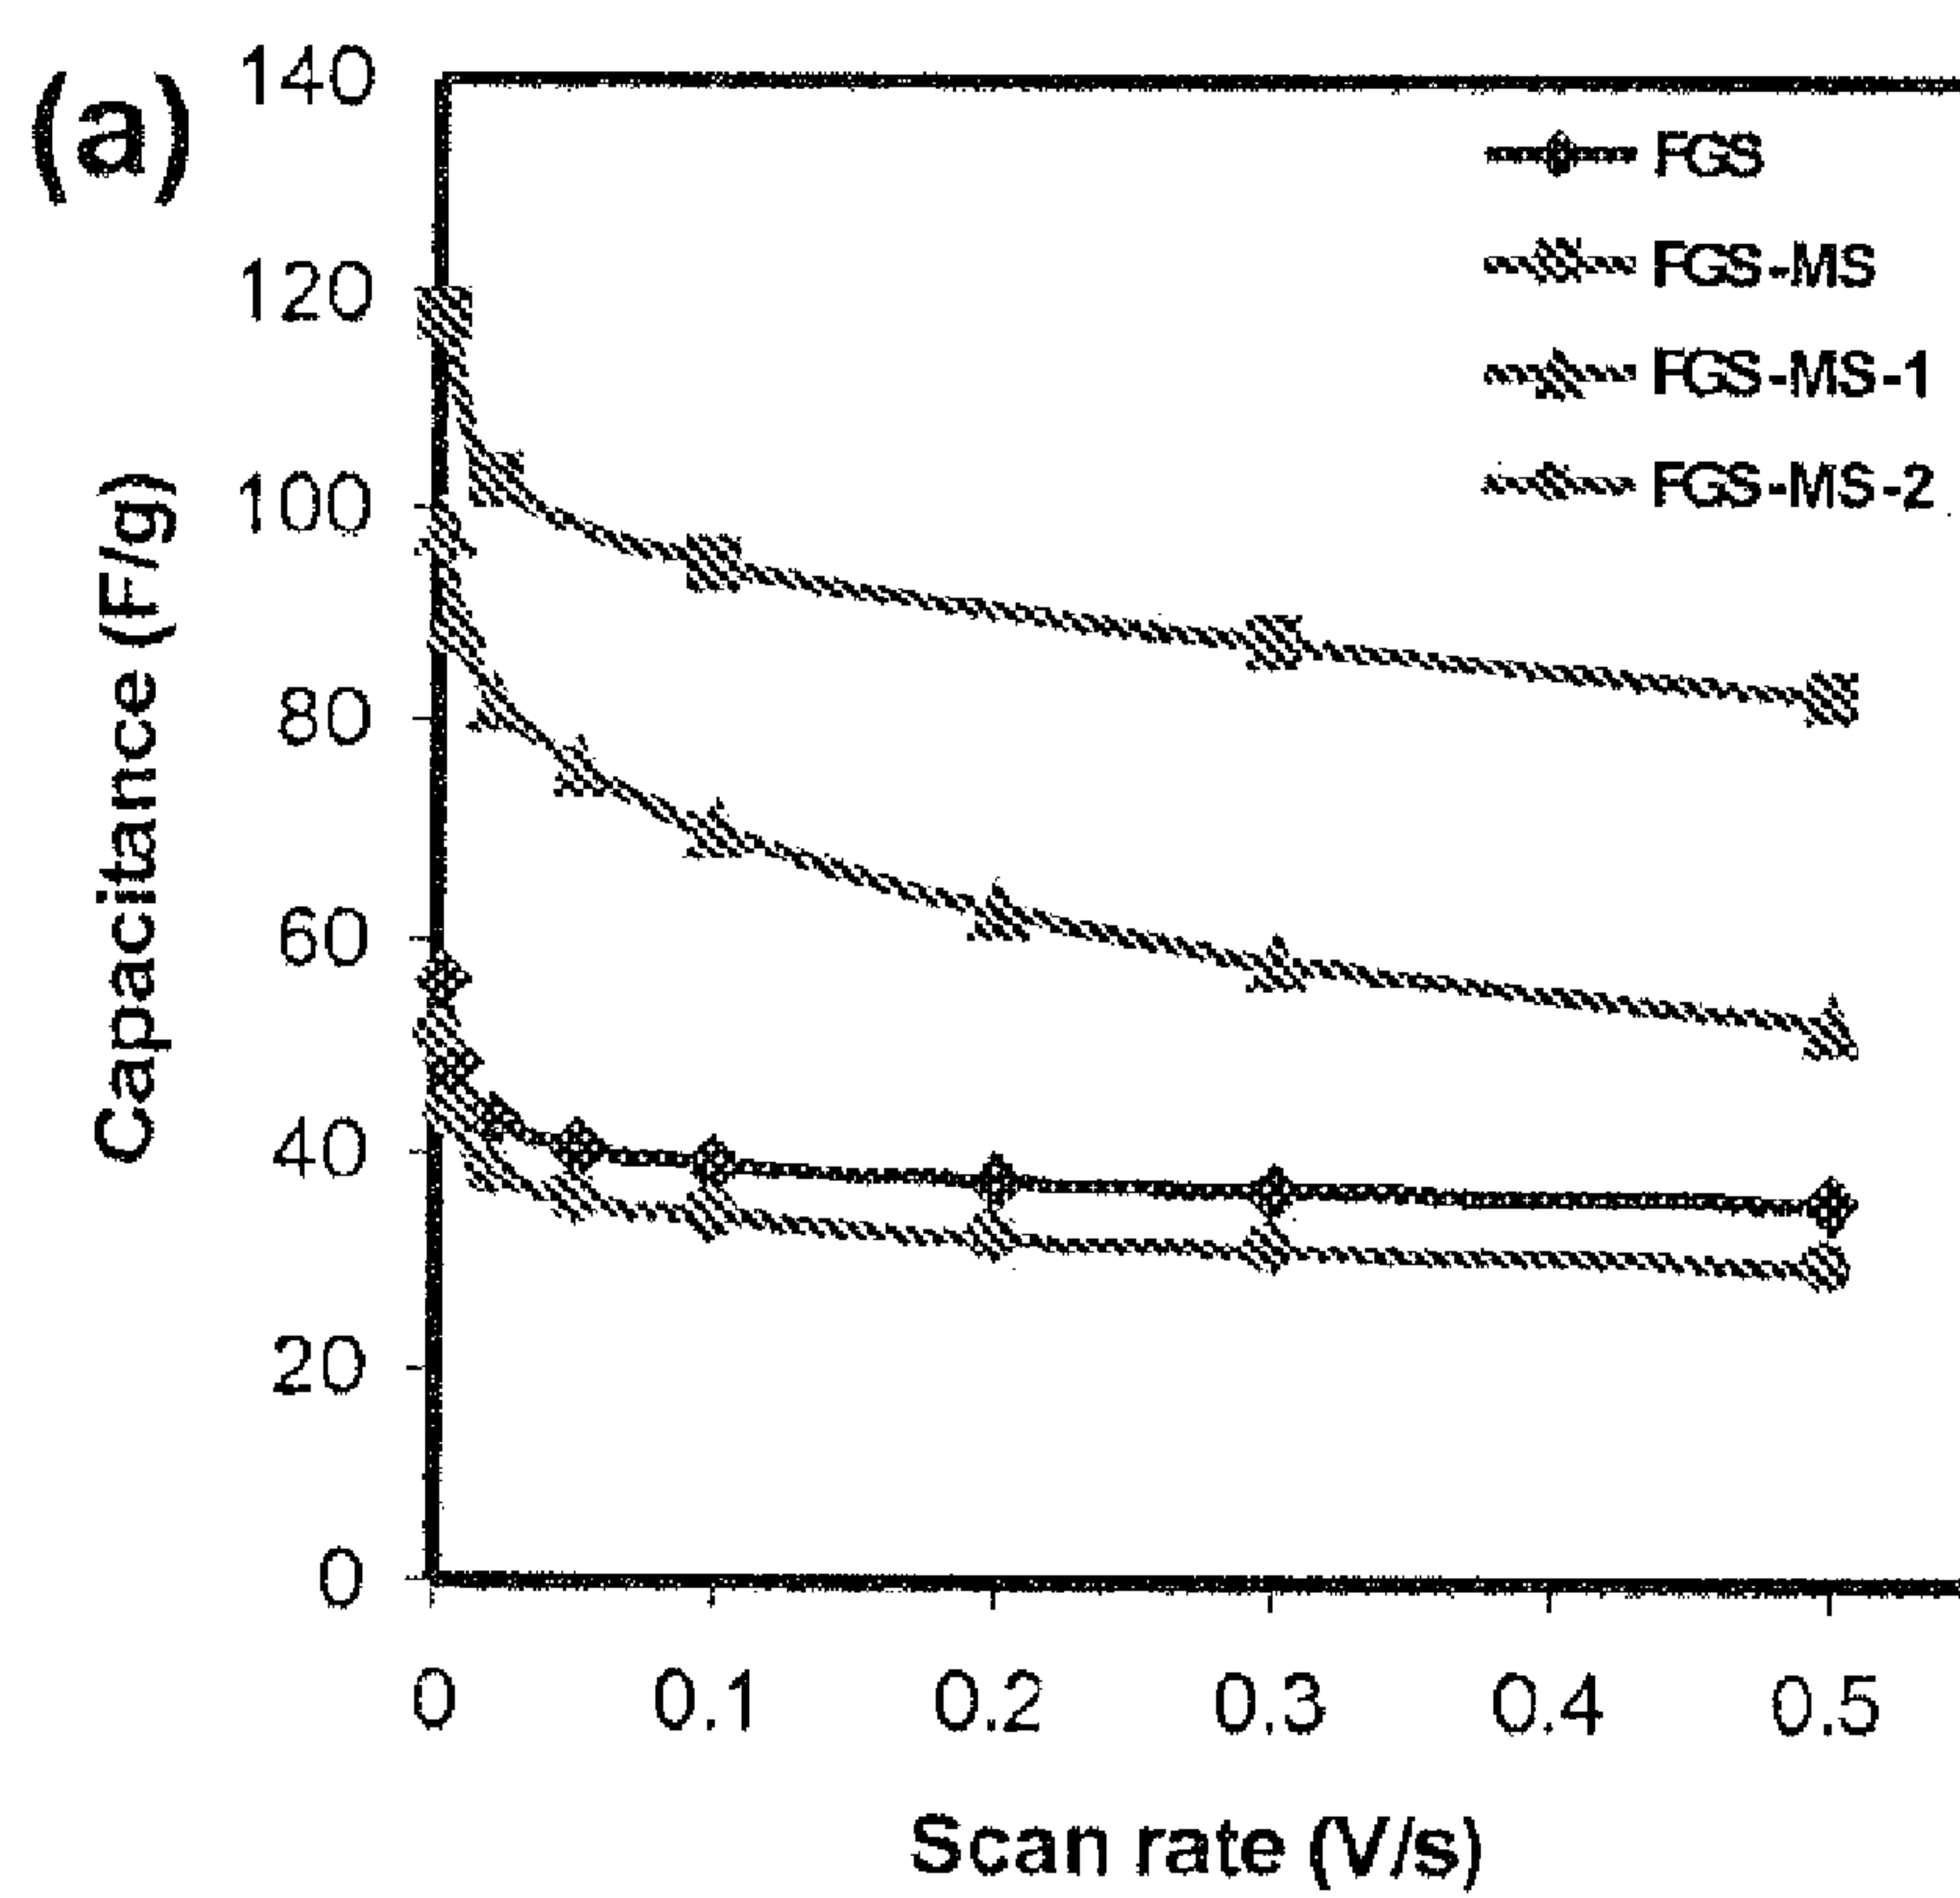 (a)
140
120
100
80
60
40
20
0
Capacitance (F/g)
FGS
FGS-MS
FGS-MS-1
FGS-MS-2
0 0.1 0.2 0.3 0.4 0.5
Scan rate (V/s)